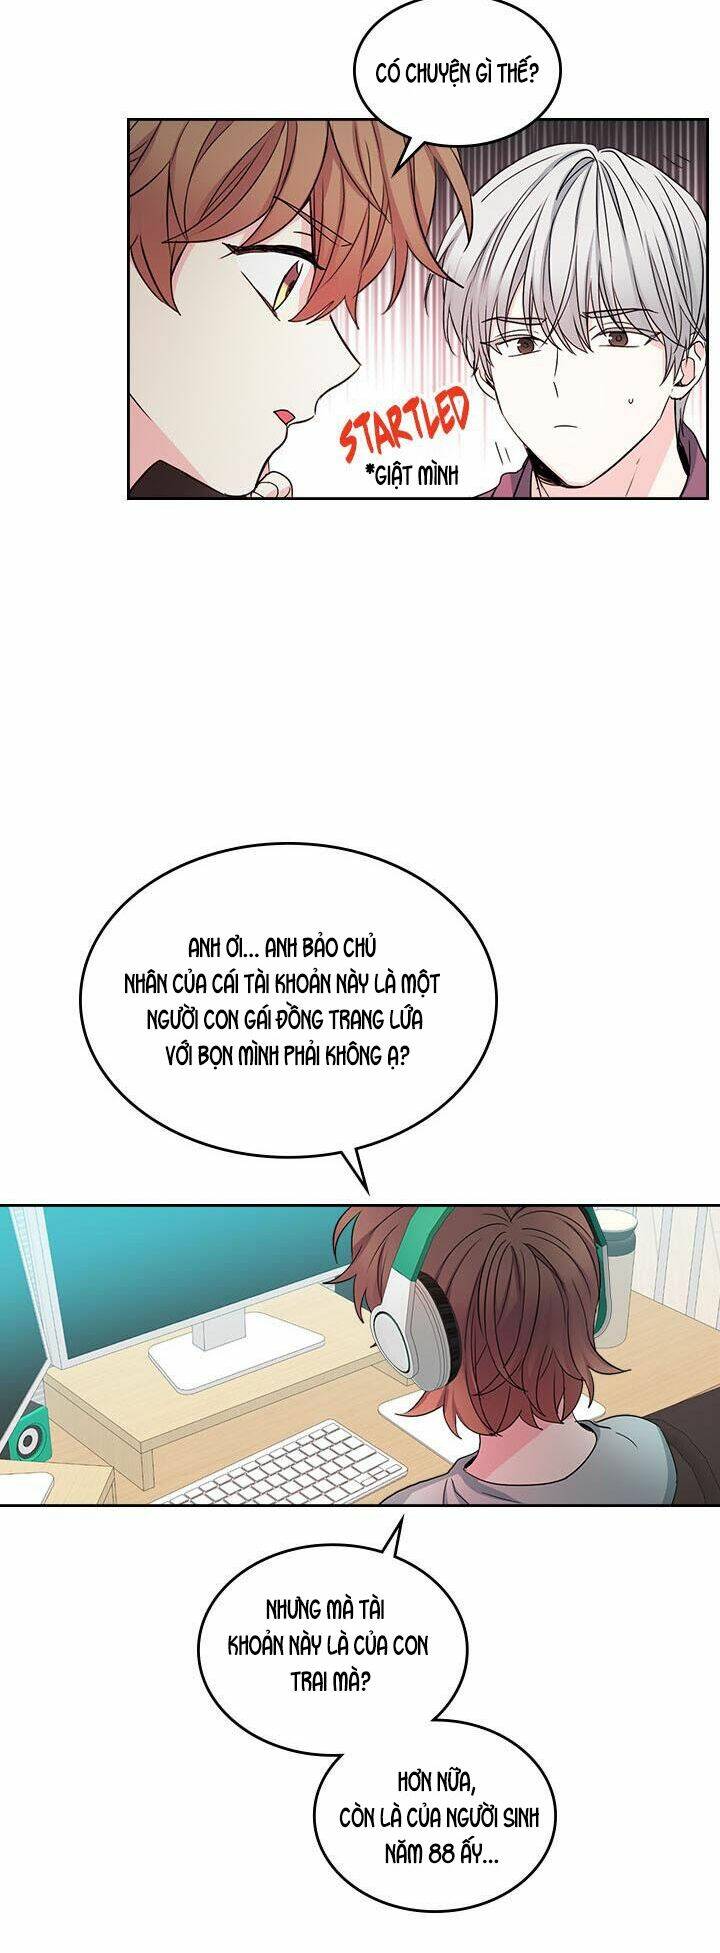 CÓ CHUYỆN GÌ THẾ?
STARTLED
*GIẬT MÌNH
ANH ƠI... ANH BẢO CHỦ
NHÂN CỦA CÁI TÀI KHOẢN NÀY LÀ MỘT
NGƯỜI CON GÁI ĐỒNG TRANG LỨA
VỚI BỌN MÌNH PHẢI KHÔNG Ạ?
NHƯNG MÀ TÀI
KHOẢN NÀY LÀ CỦA CON
TRAI MÀ?
HƠN NỮA,
CÒN LÀ CỦA NGƯỜI SINH
NĂM 88 ẤY...